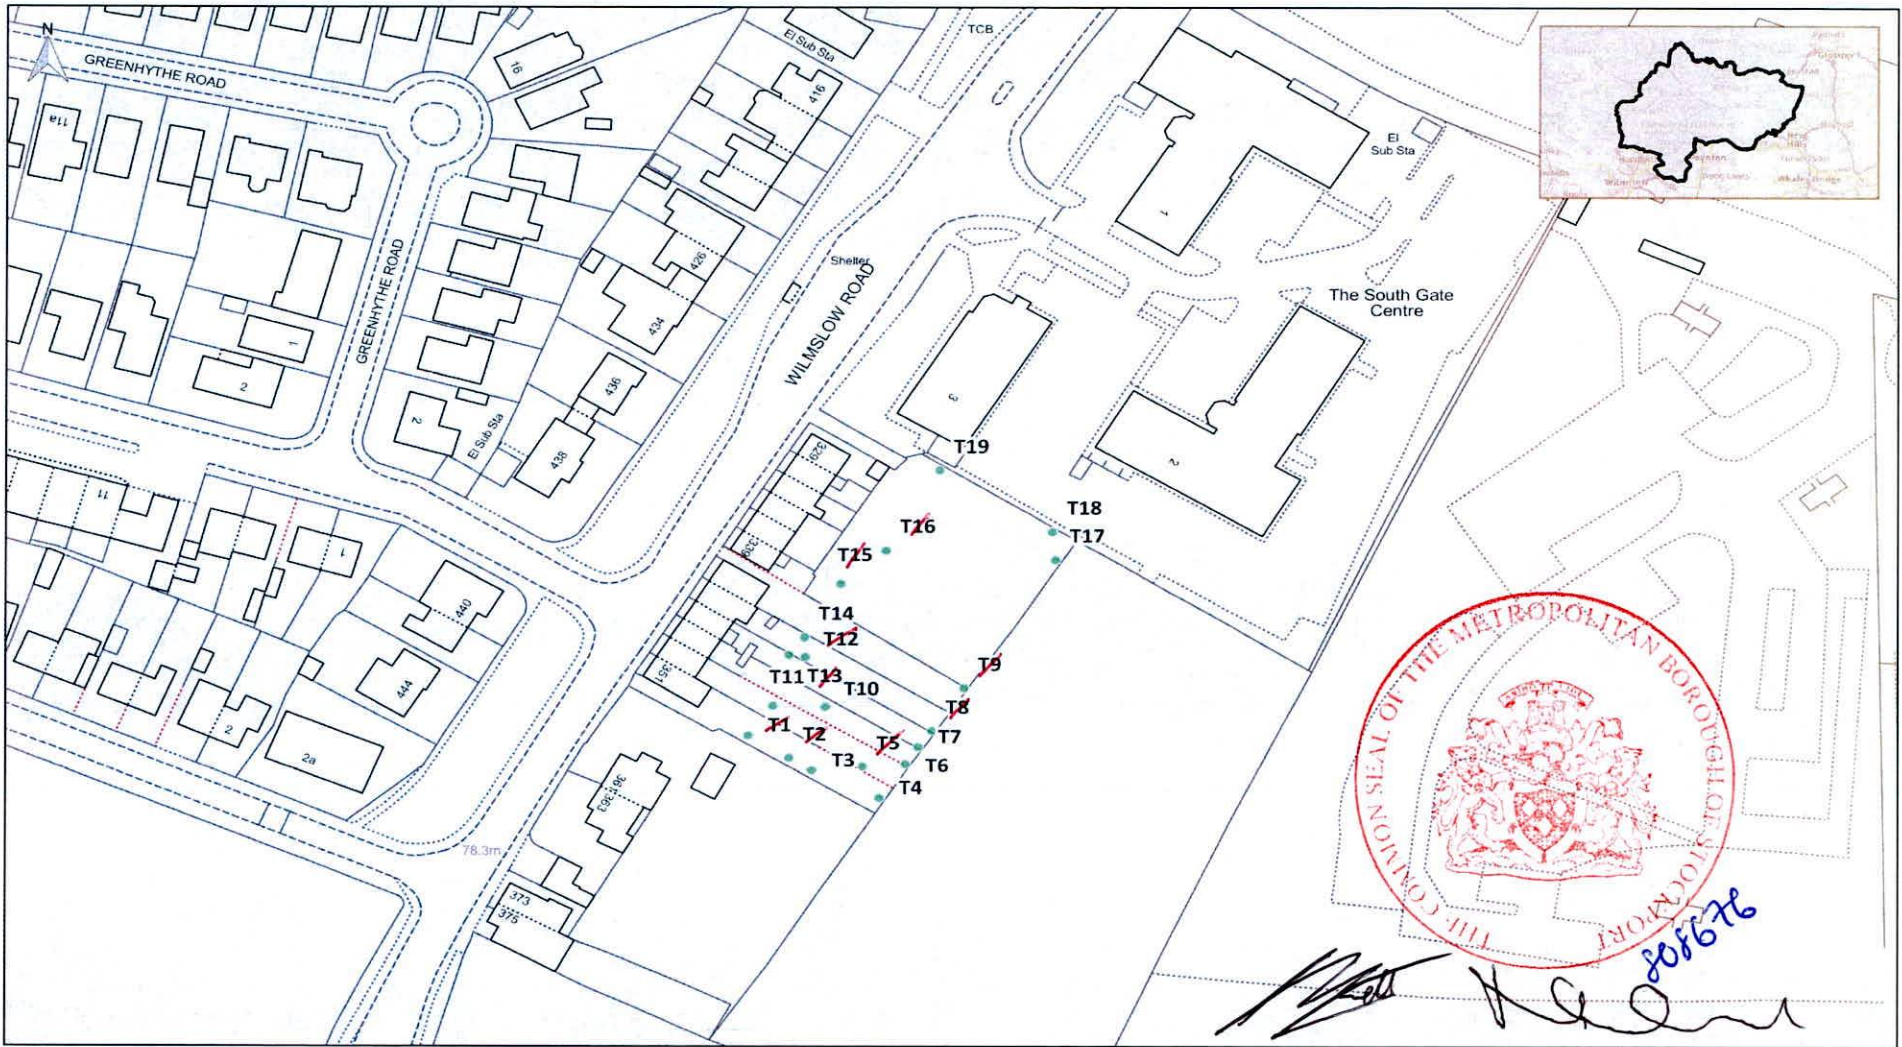 N
GREENHYTHE ROAD
16
El Sub Sta
TCB
416
11a
El
Sub Sta
1
426
Shelter
WILMSLOW ROAD
GREENHYTHE ROAD
434
The South Gate
Centre
1
2
436
3
2
El Sub Sta
438
329
T19
2
11
T16
T18
T17
339
T15
1
T14
T12
440
T9
T11
T13
T10
351
T8
444
T1
T2
T5
T7
2
T3
T6
2a
T4
361
363
78.3m
373
375
THE COMMON SEAL OF THE METROPOLITAN BOROUGH OF STOCKPORT
808676